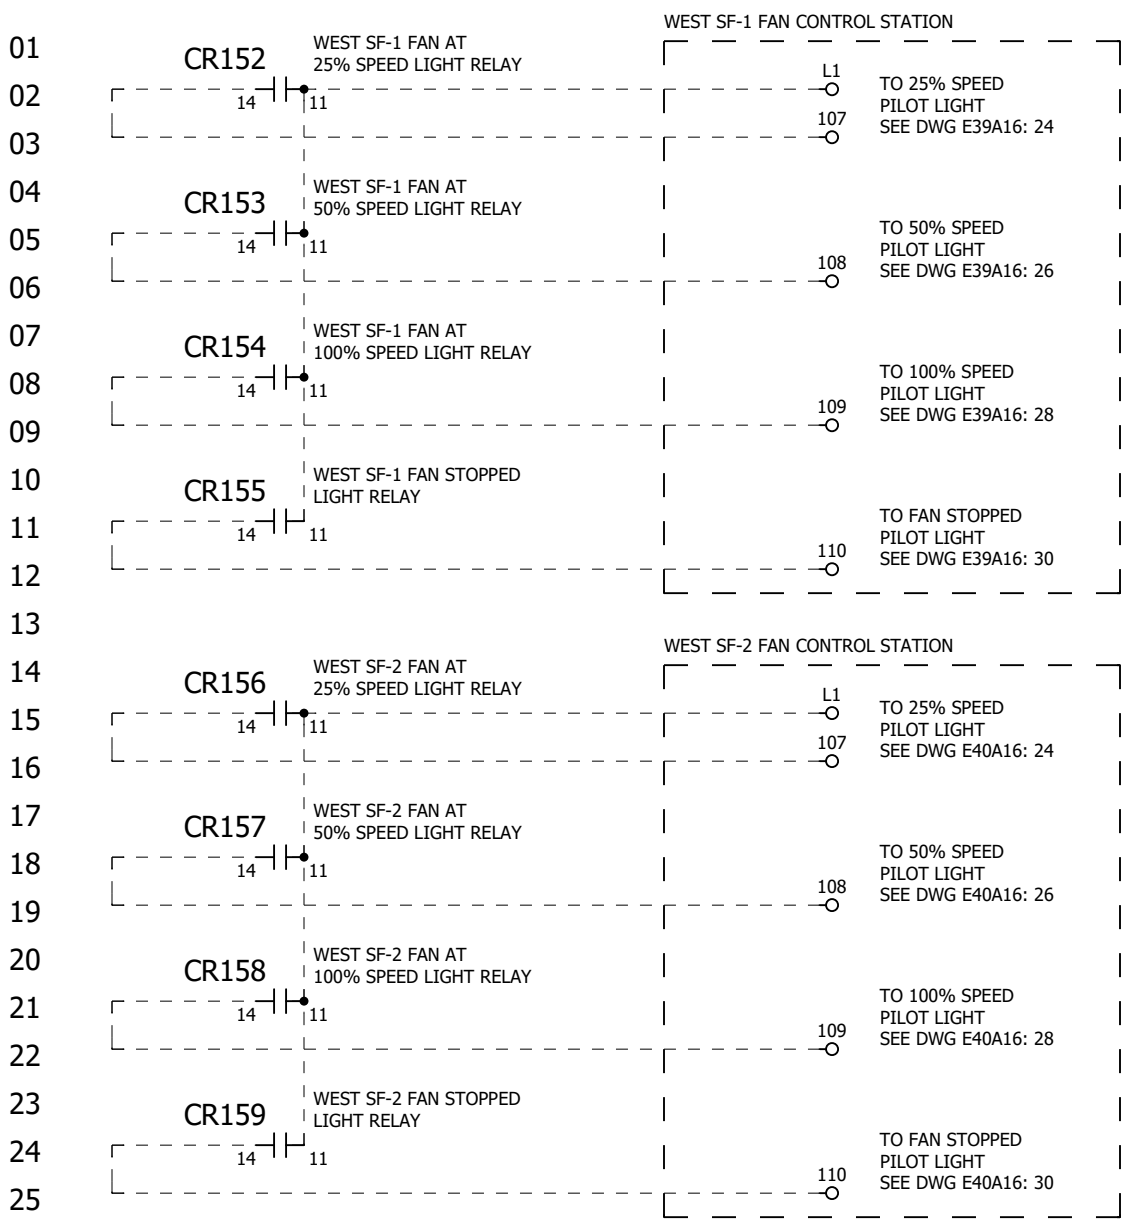 WEST SF-1 FAN CONTROL STATION
01
CR152
WEST SF-1 FAN AT
25% SPEED LIGHT RELAY
02
14
11
L1
TO 25% SPEED
PILOT LIGHT
SEE DWG E39A16: 24
03
107
04
CR153
WEST SF-1 FAN AT
50% SPEED LIGHT RELAY
05
14
11
TO 50% SPEED
PILOT LIGHT
SEE DWG E39A16: 26
06
108
07
CR154
WEST SF-1 FAN AT
100% SPEED LIGHT RELAY
08
14
11
TO 100% SPEED
PILOT LIGHT
SEE DWG E39A16: 28
09
109
10
CR155
WEST SF-1 FAN STOPPED
LIGHT RELAY
11
14
11
TO FAN STOPPED
PILOT LIGHT
SEE DWG E39A16: 30
12
110
13
WEST SF-2 FAN CONTROL STATION
14
CR156
WEST SF-2 FAN AT
25% SPEED LIGHT RELAY
15
14
11
L1
TO 25% SPEED
PILOT LIGHT
SEE DWG E40A16: 24
16
107
17
CR157
WEST SF-2 FAN AT
50% SPEED LIGHT RELAY
18
14
11
TO 50% SPEED
PILOT LIGHT
SEE DWG E40A16: 26
19
108
20
CR158
WEST SF-2 FAN AT
100% SPEED LIGHT RELAY
21
14
11
TO 100% SPEED
PILOT LIGHT
SEE DWG E40A16: 28
22
109
23
CR159
WEST SF-2 FAN STOPPED
LIGHT RELAY
24
14
11
TO FAN STOPPED
PILOT LIGHT
SEE DWG E40A16: 30
25
110